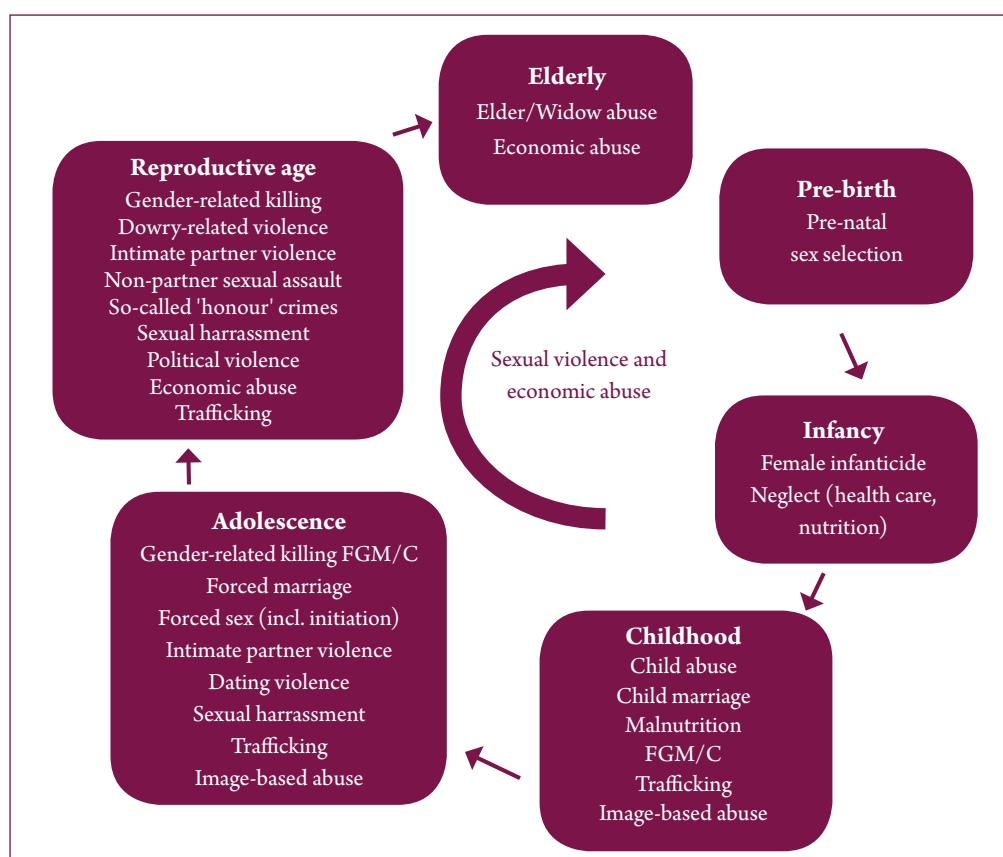 Elderly
Elder/Widow abuse
Economic abuse
Pre-birth
Pre-natal
sex selection
Infancy
Female infanticide
Neglect (health care,
nutrition)
Childhood
Child abuse
Child marriage
Malnutrition
FGM/C
Trafficking
Image-based abuse
Adolescence
Gender-related killing FGM/C
Forced marriage
Forced sex (incl. initiation)
Intimate partner violence
Dating violence
Sexual harrassment
Trafficking
Image-based abuse
Reproductive age
Gender-related killing
Dowry-related violence
Intimate partner violence
Non-partner sexual assault
So-called 'honour' crimes
Sexual harrassment
Political violence
Economic abuse
Trafficking
Sexual violence and
economic abuse